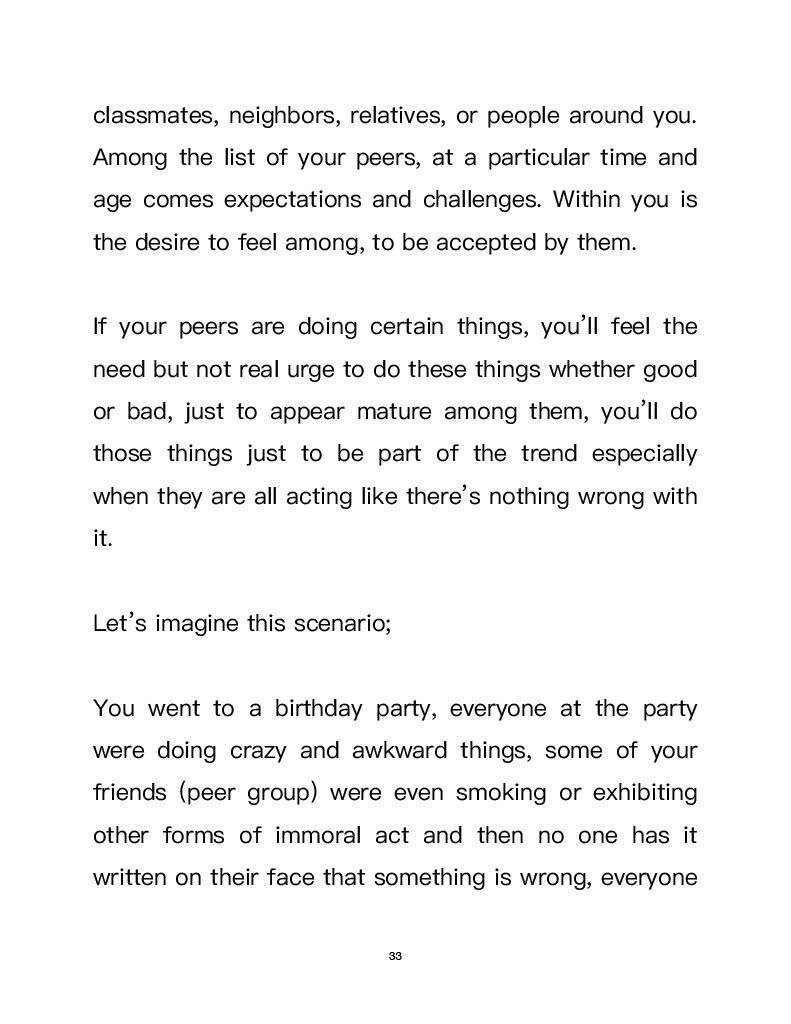 classmates, neighbors, relatives, or people around you.
Among the list of your peers, at a particular time and
age comes expectations and challenges. Within you is
the desire to feel among, to be accepted by them.
If your peers are doing certain things, you’ll feel the
need but not real urge to do these things whether good
or bad, just to appear mature among them, you’ll do
those things just to be part of the trend especially
when they are all acting like there’s nothing wrong with
it.
Let’s imagine this scenario;
You went to a birthday party, everyone at the party
were doing crazy and awkward things, some of your
friends (peer group) were even smoking or exhibiting
other forms of immoral act and then no one has it
written on their face that something is wrong, everyone
33